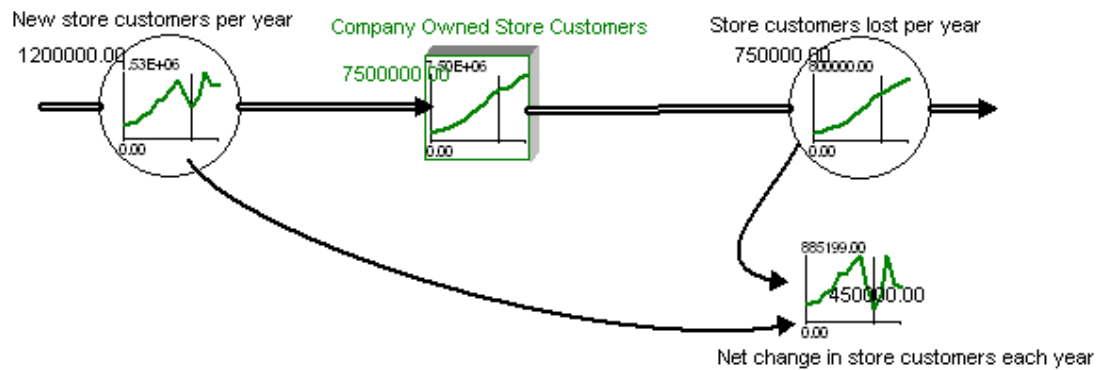 New store customers per year
1200000.00
.53E+06
0.00
Company Owned Store Customers
7500000.00
.50E+06
0.00
Store customers lost per year
750000.00
800000.00
0.00
885199.00
450000.00
0.00
Net change in store customers each year